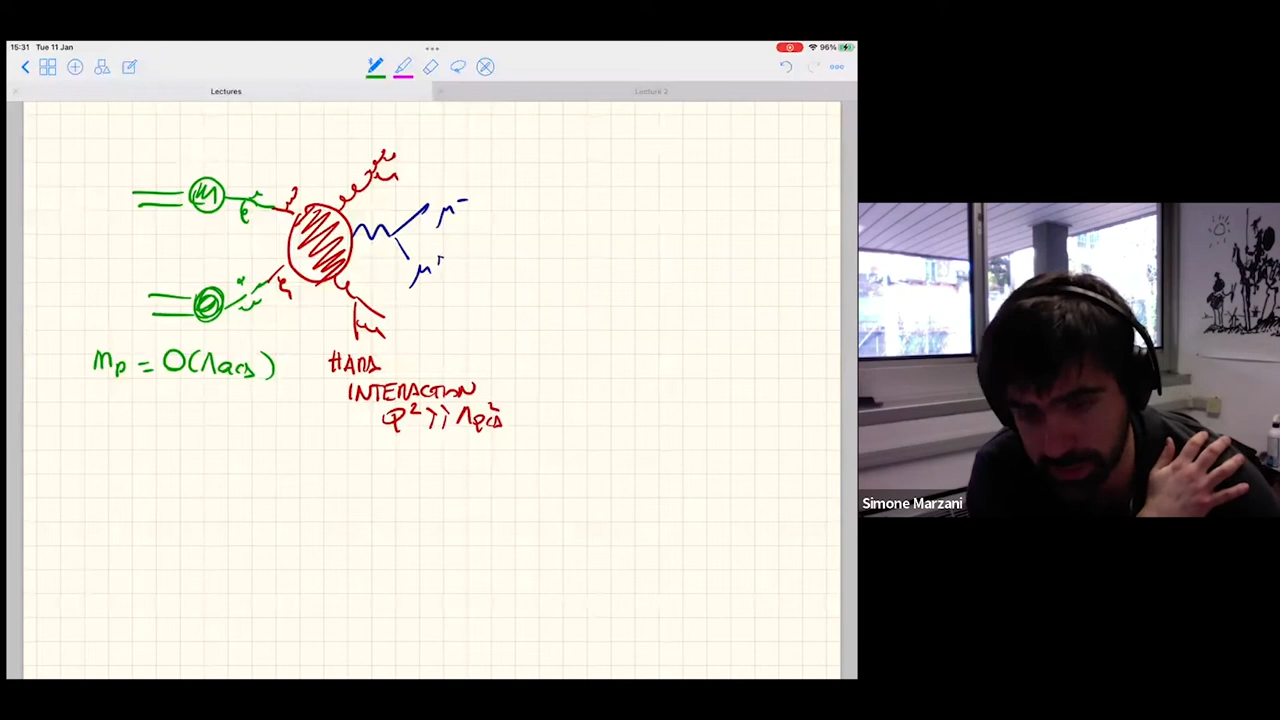 15:31 Tue 11 Jan
96%
Lectures
Lecture 2
μ⁻
μ⁺
m_P = O(Λ_QCD)
HARD
INTERACTION
Q² >> Λ²_QCD
Simone Marzani